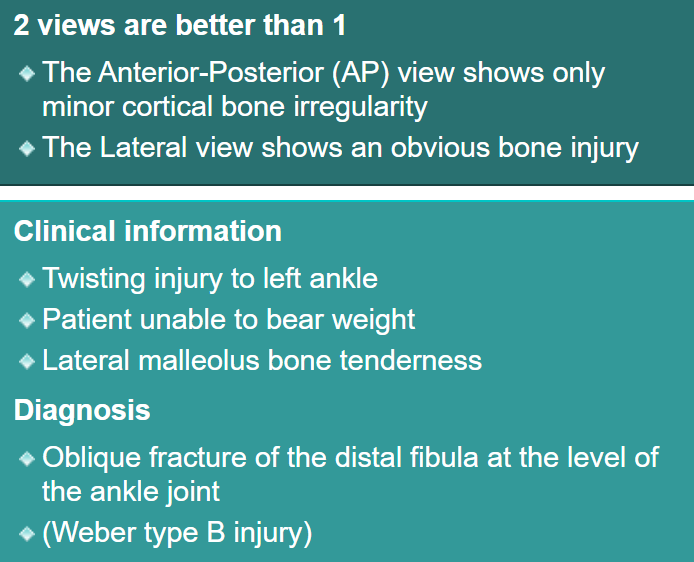 2 views are better than 1
The Anterior-Posterior (AP) view shows only
minor cortical bone irregularity
The Lateral view shows an obvious bone injury
Clinical information
Twisting injury to left ankle
Patient unable to bear weight
Lateral malleolus bone tenderness
Diagnosis
Oblique fracture of the distal fibula at the level of
the ankle joint
(Weber type B injury)